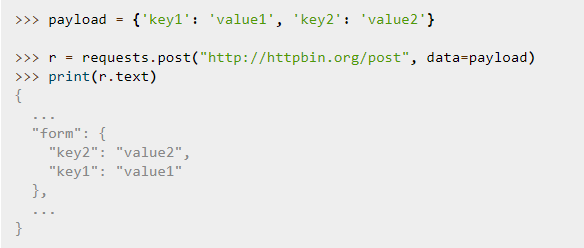 >>> payload = {'key1': 'value1', 'key2': 'value2'}
>>> r = requests.post("http://httpbin.org/post", data=payload)
>>> print(r.text)
{
  ...
  "form": {
    "key2": "value2",
    "key1": "value1"
  },
  ...
}